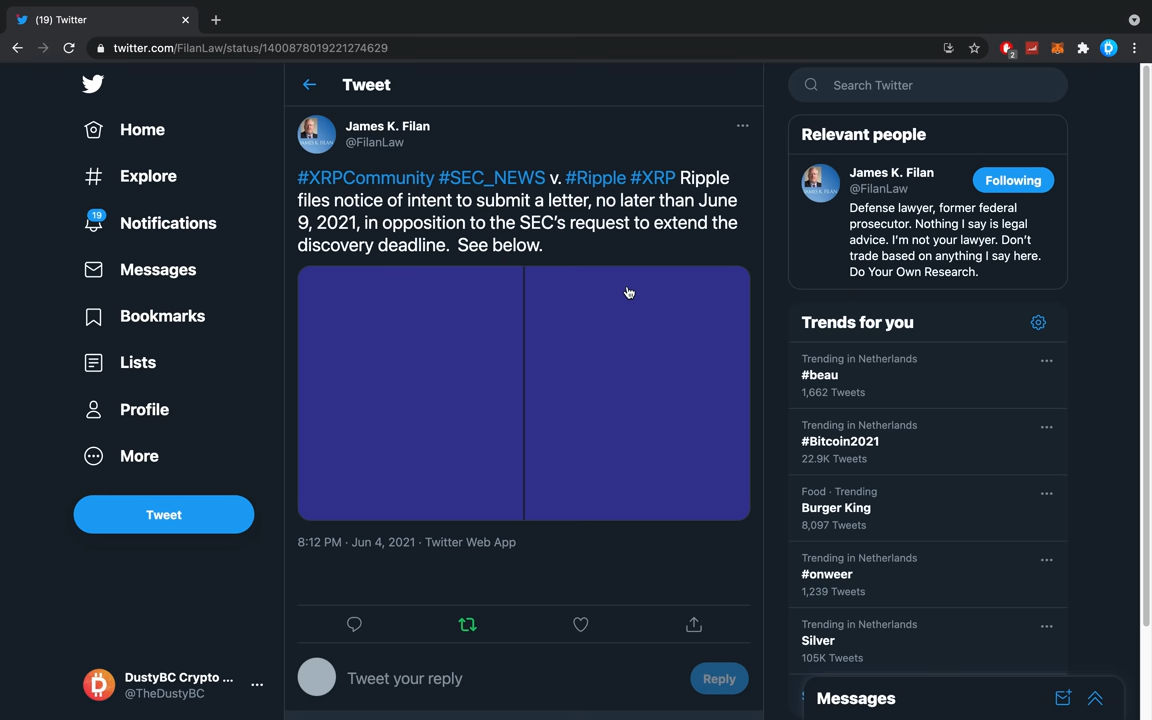 (19) Twitter
twitter.com/FilanLaw/status/1400878019221274629
2
Home
Explore
19
Notifications
Messages
Bookmarks
Lists
Profile
More
Tweet
DustyBC Crypto ...
@TheDustyBC
Tweet
James K. Filan
@FilanLaw
#XRPCommunity #SEC_NEWS v. #Ripple #XRP Ripple
files notice of intent to submit a letter, no later than June
9, 2021, in opposition to the SEC's request to extend the
discovery deadline. See below.
8:12 PM · Jun 4, 2021 · Twitter Web App
Tweet your reply
Reply
Search Twitter
Relevant people
James K. Filan
@FilanLaw
Following
Defense lawyer, former federal
prosecutor. Nothing I say is legal
advice. I'm not your lawyer. Don't
trade based on anything I say here.
Do Your Own Research.
Trends for you
Trending in Netherlands
#beau
1,662 Tweets
Trending in Netherlands
#Bitcoin2021
22.9K Tweets
Food · Trending
Burger King
8,097 Tweets
Trending in Netherlands
#onweer
1,239 Tweets
Trending in Netherlands
Silver
105K Tweets
Messages